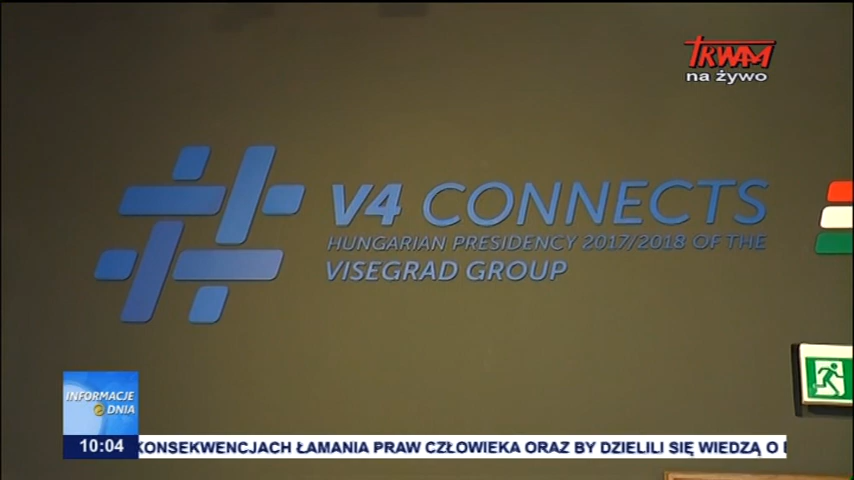 TRWAM
na żywo
V4 CONNECTS
HUNGARIAN PRESIDENCY 2017/2018 OF THE
VISEGRAD GROUP
INFORMACJE
DNIA
10:04
KONSEKWENCJACH ŁAMANIA PRAW CZŁOWIEKA ORAZ BY DZIELILI SIĘ WIEDZĄ O